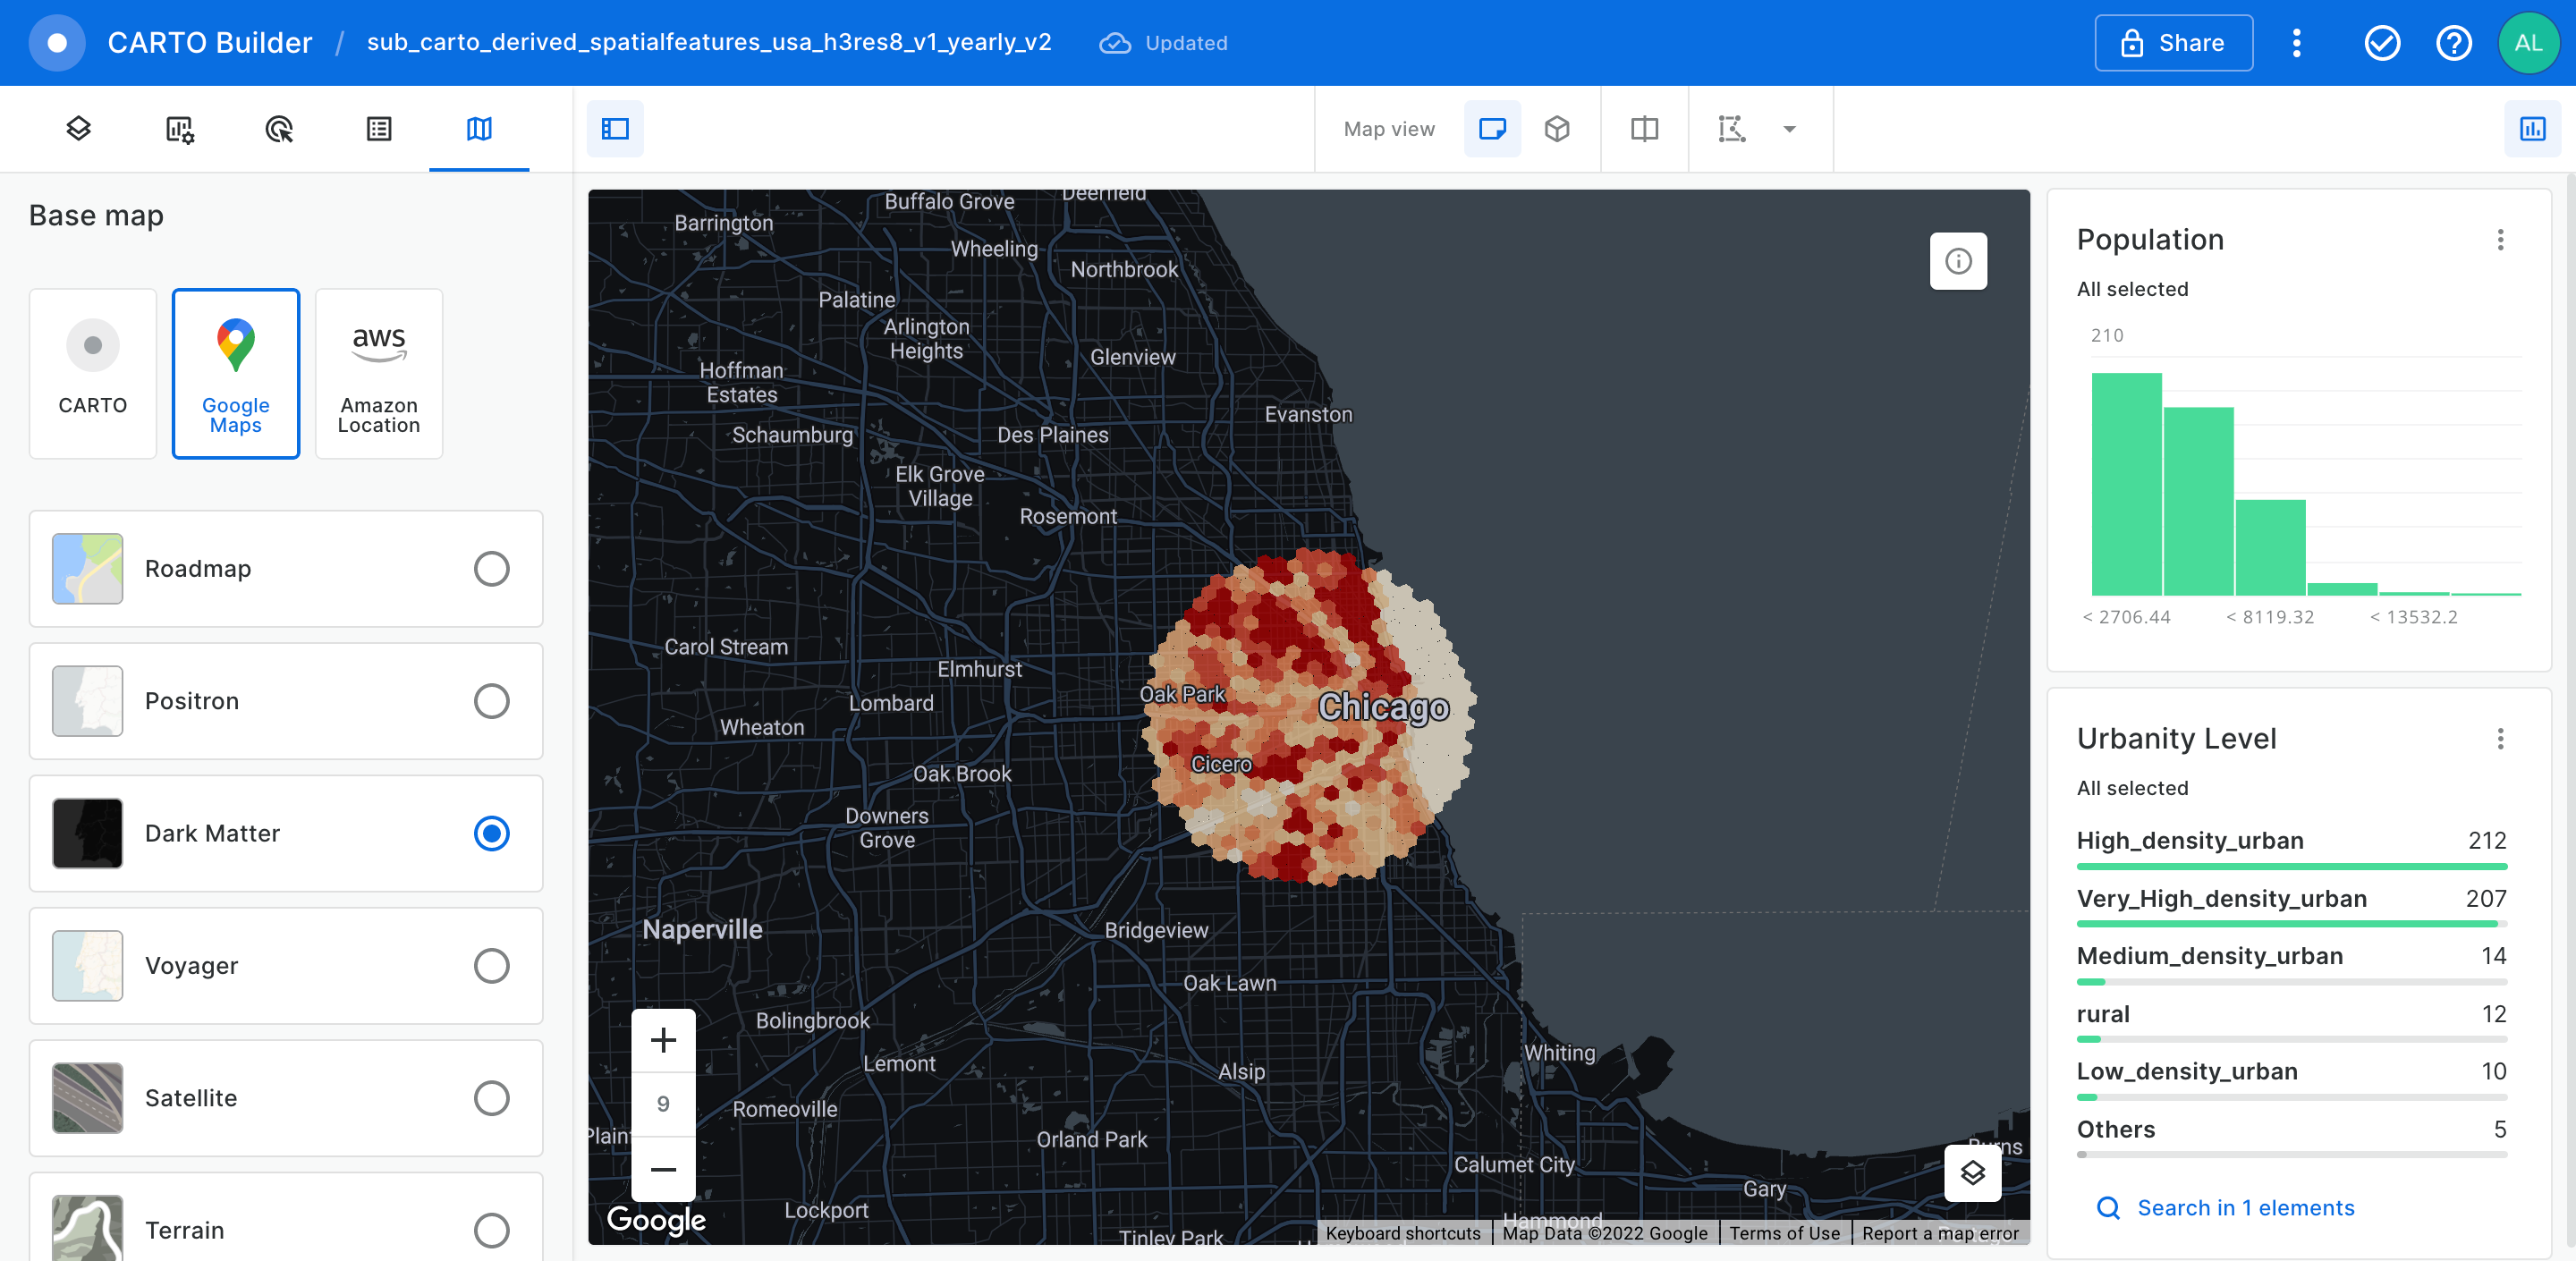 CARTO Builder / sub_carto_derived_spatialfeatures_usa_h3res8_v1_yearly_v2 Updated
Share
AL
Map view
Base map
CARTO
Google
Maps
aws
Amazon
Location
Roadmap
Positron
Dark Matter
Voyager
Satellite
Terrain
Deerfield
Buffalo Grove
Barrington
Wheeling
Northbrook
Palatine
Arlington
Heights
Glenview
Hoffman
Estates
Evanston
Schaumburg
Des Plaines
Elk Grove
Village
Rosemont
Carol Stream
Elmhurst
Oak Park
Lombard
Chicago
Wheaton
Cicero
Oak Brook
Downers
Grove
Naperville
Bridgeview
Oak Lawn
Bolingbrook
Whiting
Lemont
Alsip
9
Romeoville
Orland Park
Calumet City
Gary
Lockport
Hammond
Tinley Park
Google
Keyboard shortcuts
Map Data ©2022 Google
Terms of Use
Report a map error
Population
All selected
210
< 2706.44 < 8119.32 < 13532.2
Urbanity Level
All selected
High_density_urban 212
Very_High_density_urban 207
Medium_density_urban 14
rural 12
Low_density_urban 10
Others 5
Search in 1 elements